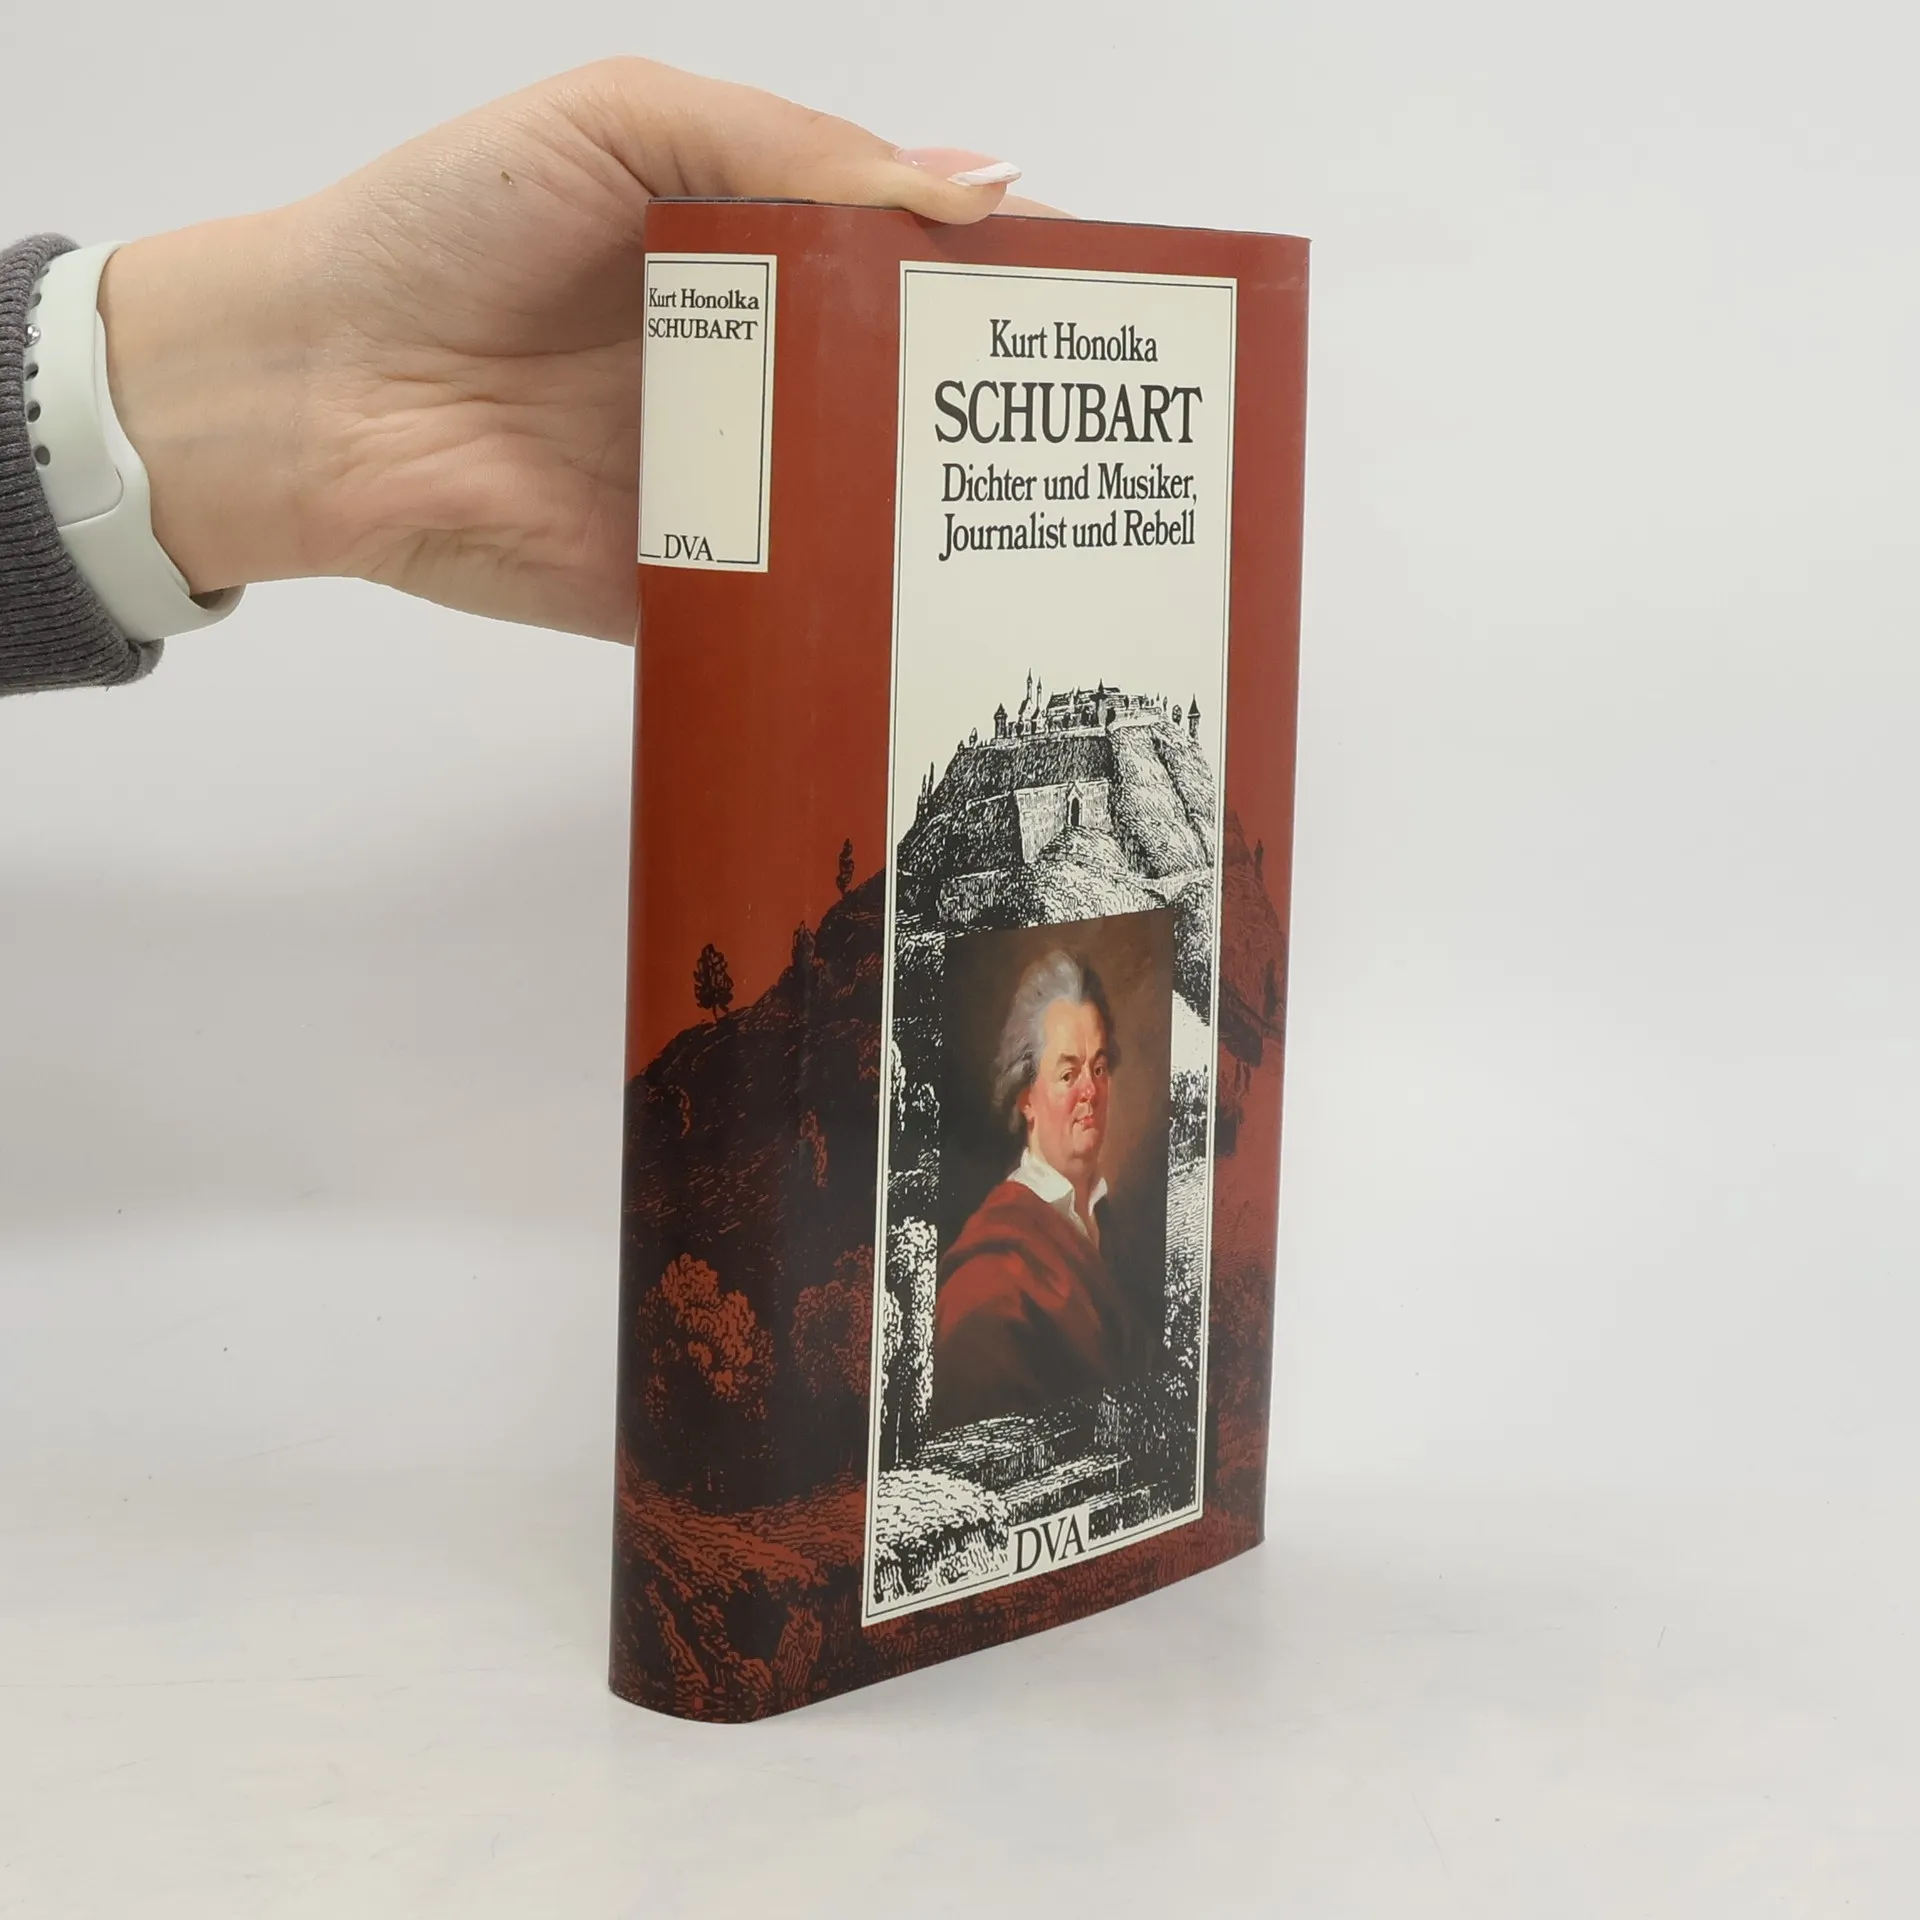 Kurt Honolka
SCHUBART
DVA
Kurt Honolka
SCHUBART
Dichter und Musiker,
Journalist und Rebell
DVA